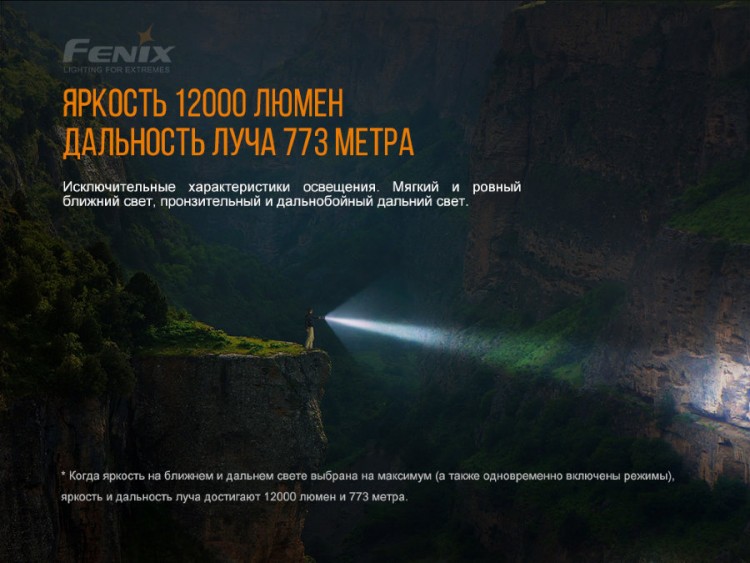 FENIX
LIGHTING FOR EXTREMES
ЯРКОСТЬ 12000 ЛЮМЕН
ДАЛЬНОСТЬ ЛУЧА 773 МЕТРА
Исключительные характеристики освещения. Мягкий и ровный
ближний свет, пронзительный и дальнобойный дальний свет.
* Когда яркость на ближнем и дальнем свете выбрана на максимум (а также одновременно включены режимы),
яркость и дальность луча достигают 12000 люмен и 773 метра.